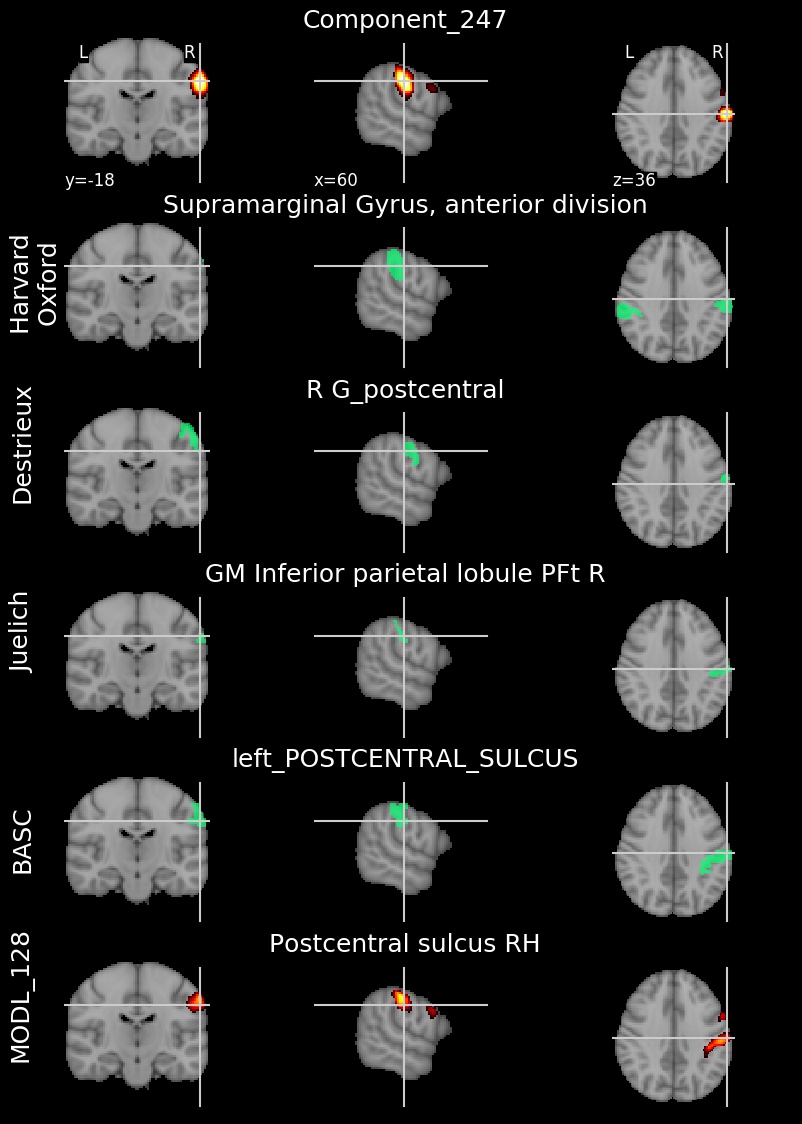 Component_247
L R
L R
y=-18
x=60
z=36
Supramarginal Gyrus, anterior division
Harvard
Oxford
R G_postcentral
Destrieux
GM Inferior parietal lobule PFt R
Juelich
left_POSTCENTRAL_SULCUS
BASC
Postcentral sulcus RH
MODL_128